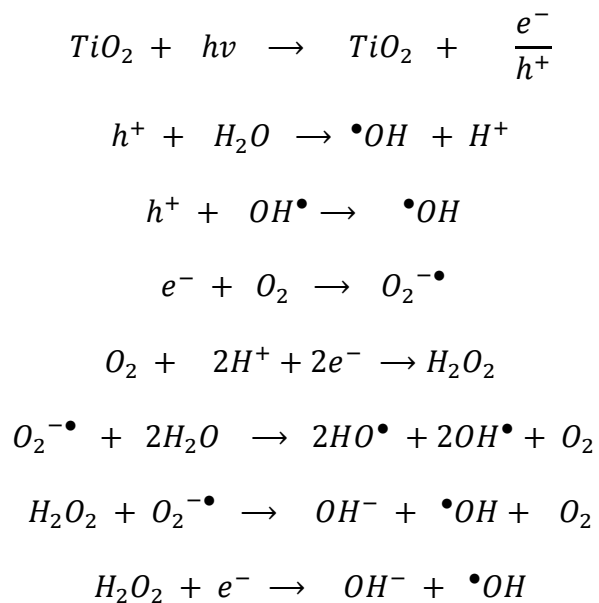 TiO₂ + hv ⟶ TiO₂ + e⁻/h⁺
h⁺ + H₂O ⟶ •OH + H⁺
h⁺ + OH• ⟶ •OH
e⁻ + O₂ ⟶ O₂⁻•
O₂ + 2H⁺ + 2e⁻ ⟶ H₂O₂
O₂⁻• + 2H₂O ⟶ 2HO• + 2OH• + O₂
H₂O₂ + O₂⁻• ⟶ OH⁻ + •OH + O₂
H₂O₂ + e⁻ ⟶ OH⁻ + •OH